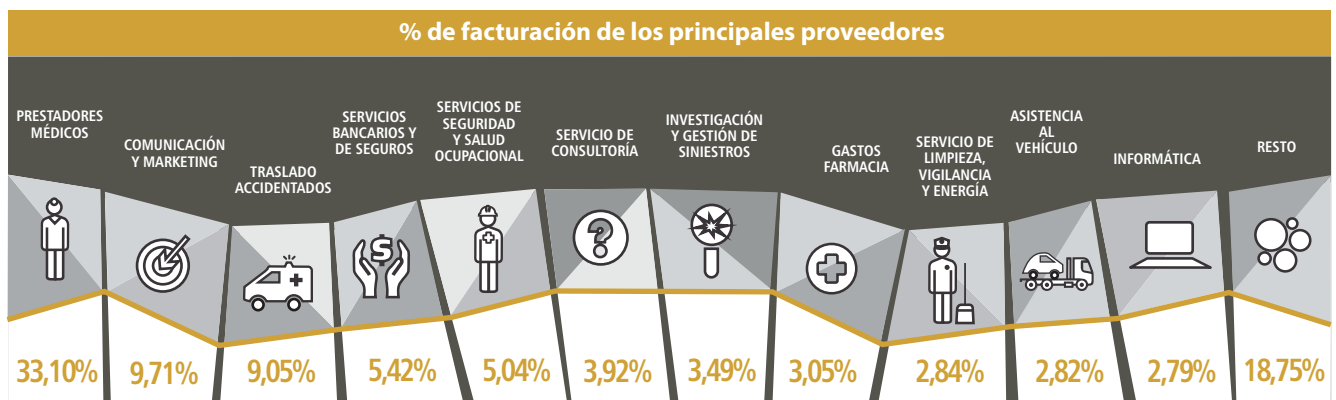 % de facturación de los principales proveedores
PRESTADORES
MÉDICOS
COMUNICACIÓN
Y MARKETING
TRASLADO
ACCIDENTADOS
SERVICIOS
BANCARIOS Y
DE SEGUROS
SERVICIOS DE
SEGURIDAD
Y SALUD
OCUPACIONAL
SERVICIO DE
CONSULTORÍA
INVESTIGACIÓN
Y GESTIÓN DE
SINIESTROS
GASTOS
FARMACIA
SERVICIO DE
LIMPIEZA,
VIGILANCIA
Y ENERGÍA
ASISTENCIA
AL
VEHÍCULO
INFORMÁTICA
RESTO
$
?
33,10%
9,71%
9,05%
5,42%
5,04%
3,92%
3,49%
3,05%
2,84%
2,82%
2,79%
18,75%